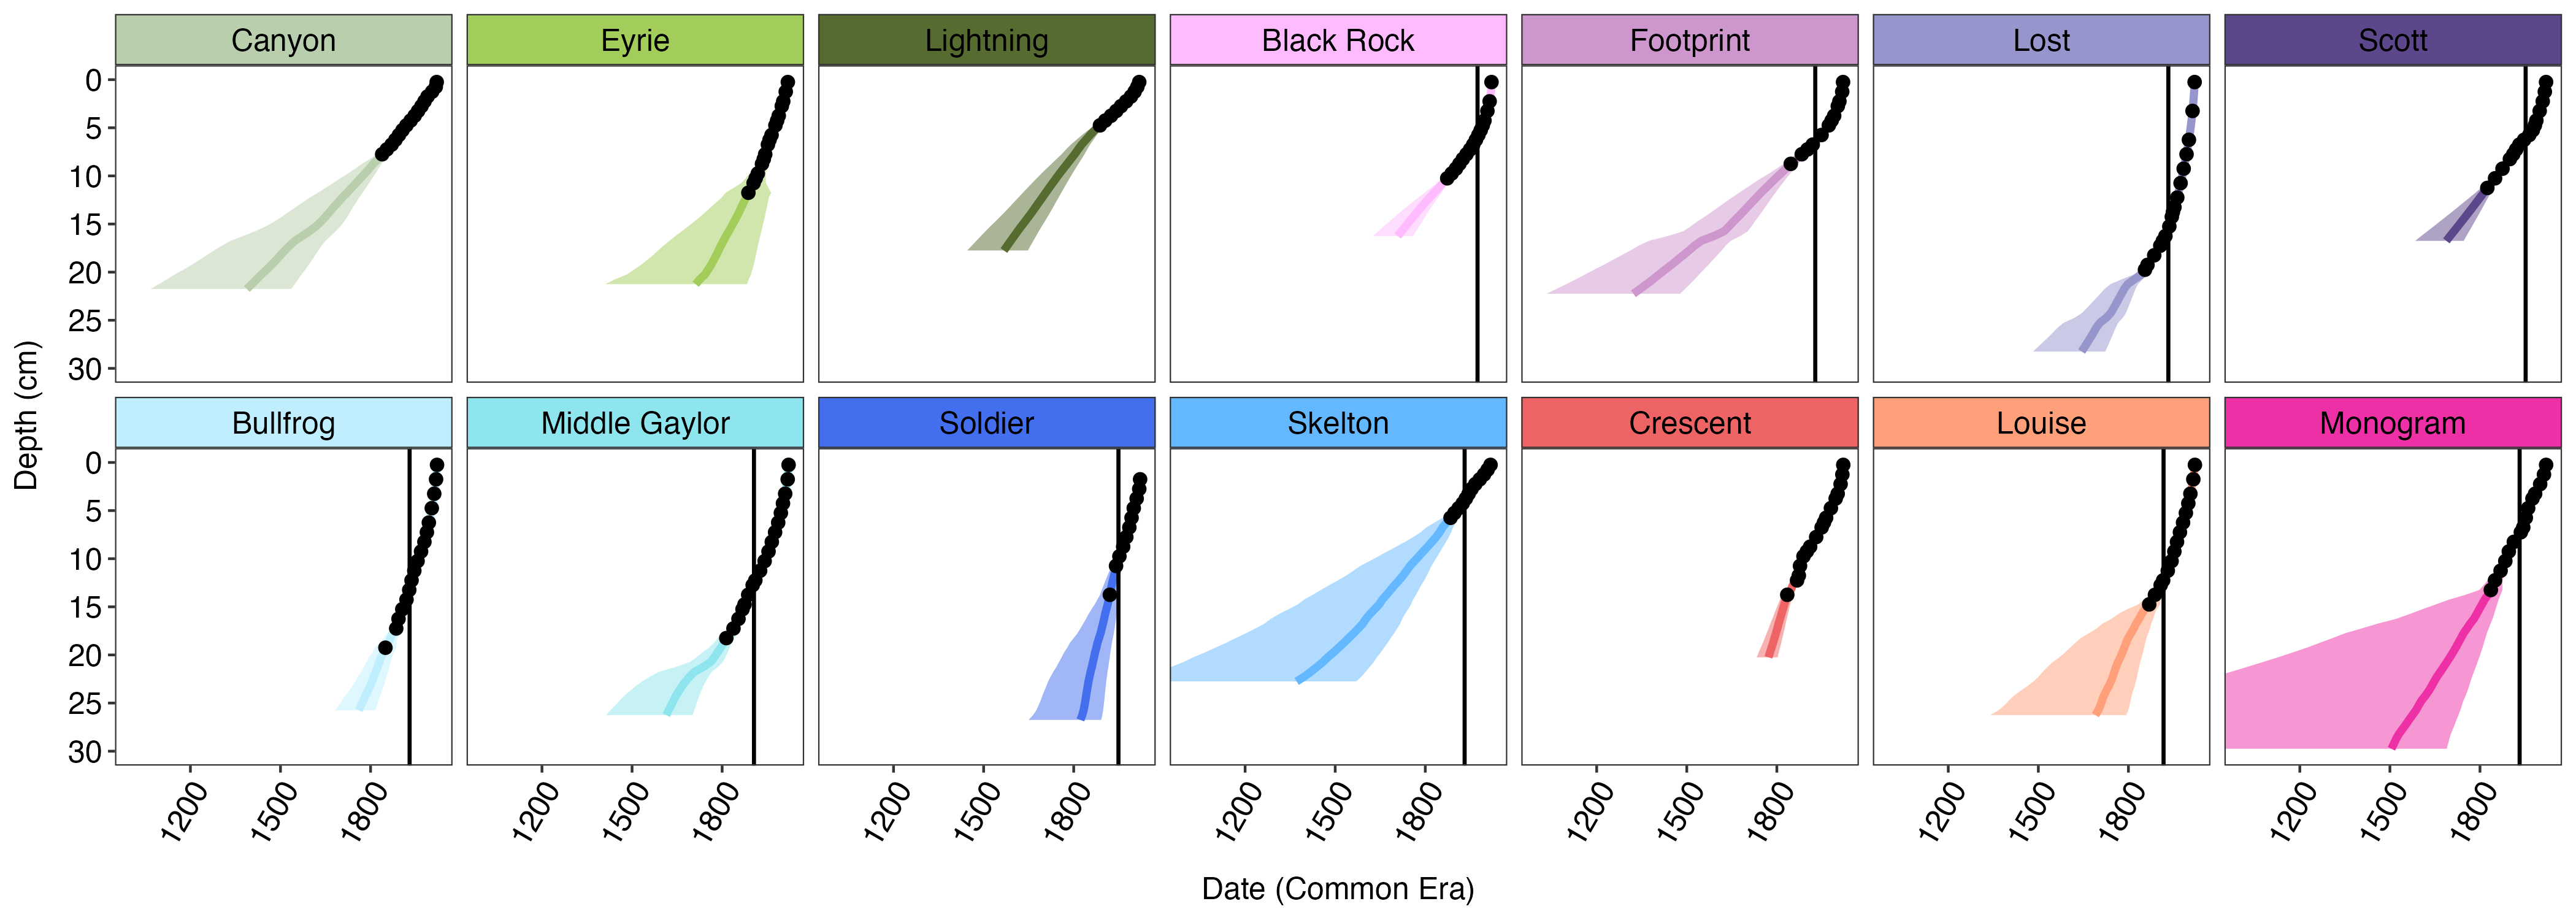 Canyon Eyrie Lightning Black Rock Footprint Lost Scott
0
5
10
15
20
25
30
Bullfrog Middle Gaylor Soldier Skelton Crescent Louise Monogram
0
5
10
15
20
25
30
Depth (cm)
1200 1500 1800 1200 1500 1800 1200 1500 1800 1200 1500 1800 1200 1500 1800 1200 1500 1800 1200 1500 1800
Date (Common Era)